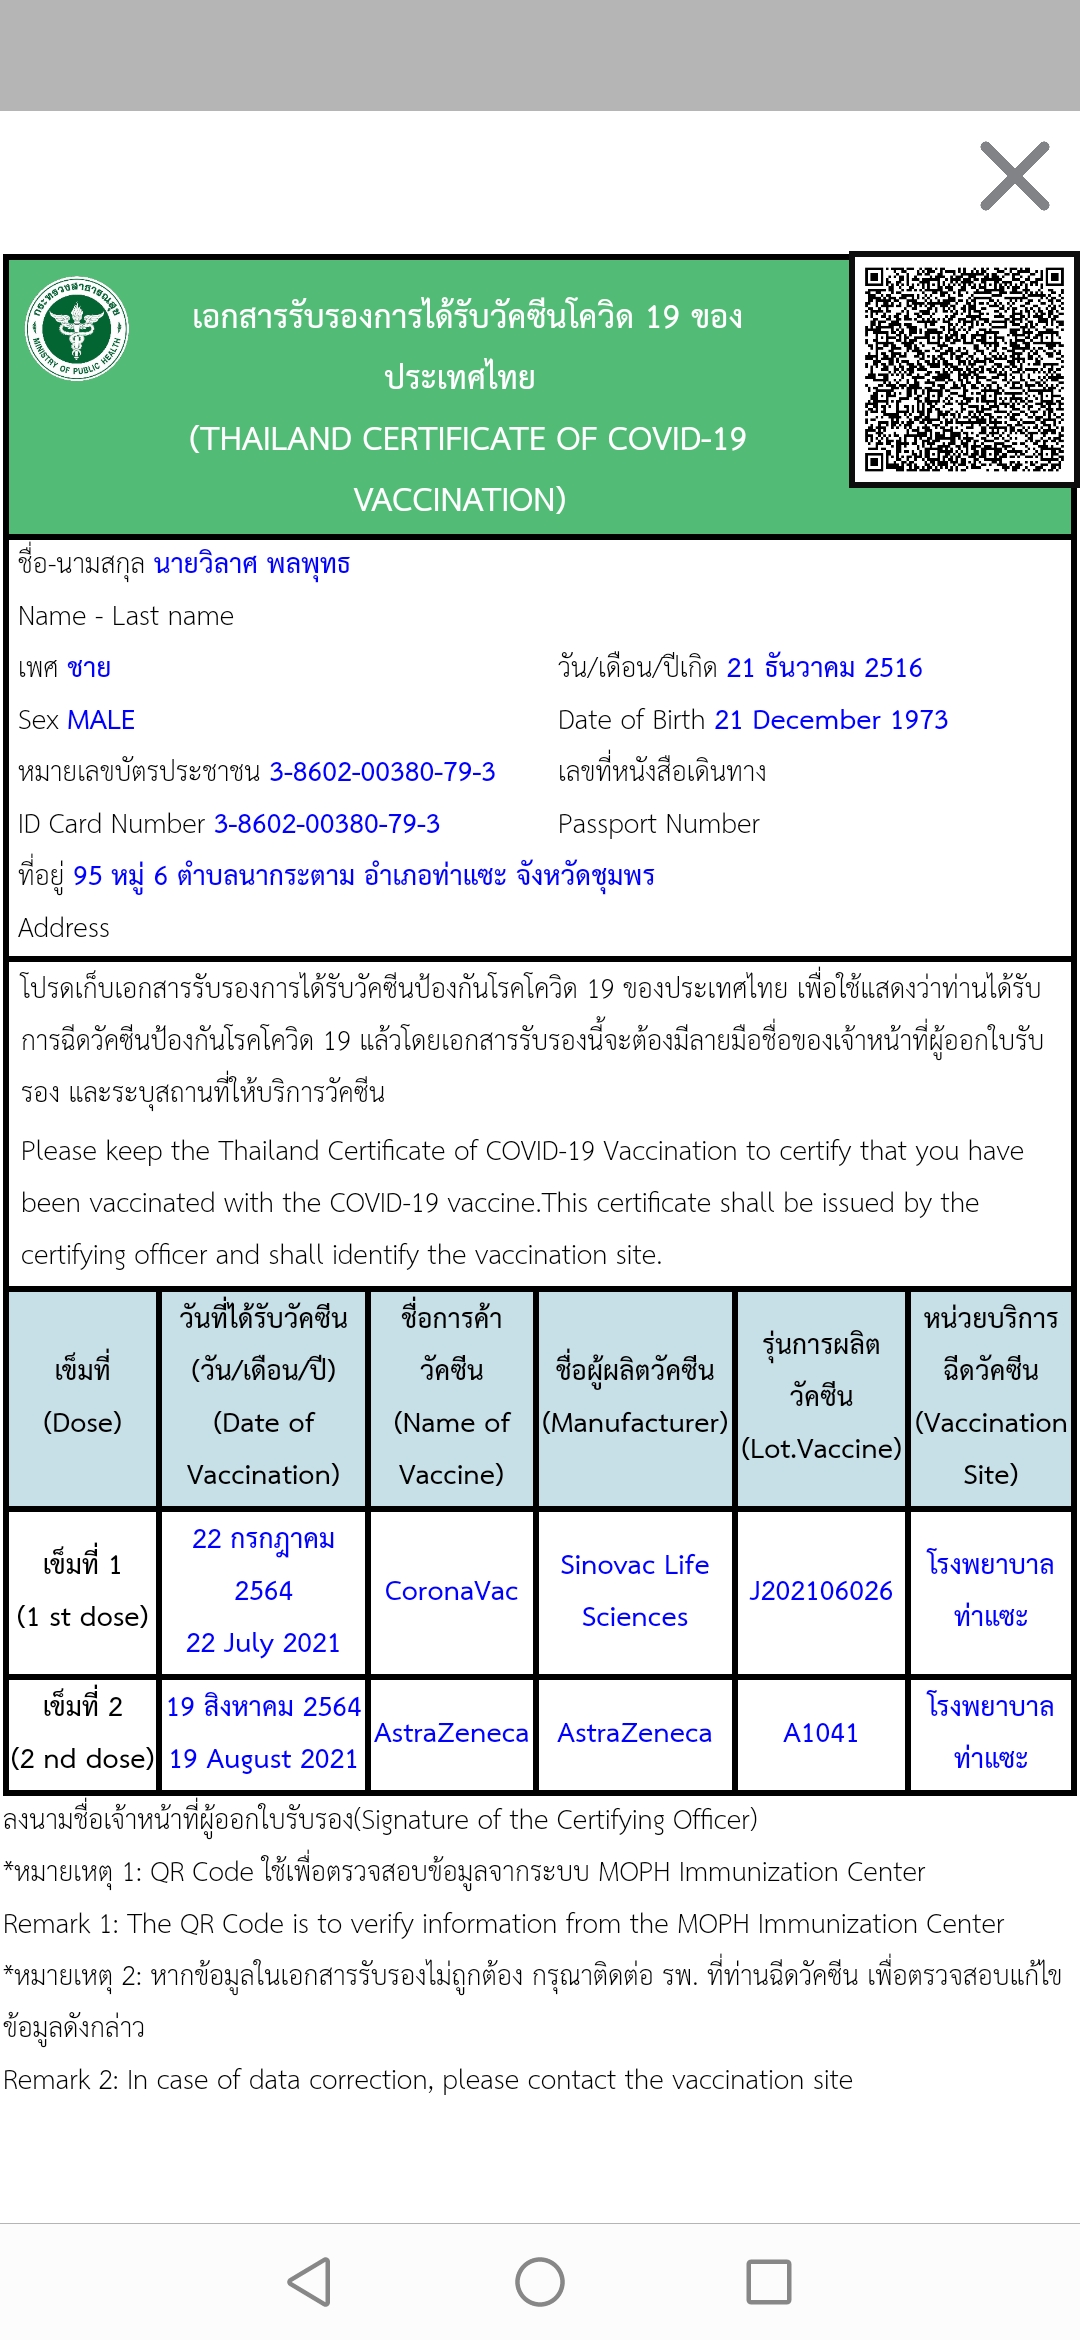 กระทรวงสาธารณสุข
MINISTRY OF PUBLIC HEALTH
เอกสารรับรองการได้รับวัคซีนโควิด 19 ของ
ประเทศไทย
(THAILAND CERTIFICATE OF COVID-19
VACCINATION)
ชื่อ-นามสกุล นายวิลาศ พลพุทธ
Name - Last name
เพศ ชาย
วัน/เดือน/ปีเกิด 21 ธันวาคม 2516
Sex MALE
Date of Birth 21 December 1973
หมายเลขบัตรประชาชน 3-8602-00380-79-3
เลขที่หนังสือเดินทาง
ID Card Number 3-8602-00380-79-3
Passport Number
ที่อยู่ 95 หมู่ 6 ตำบลนากระตาม อำเภอท่าแซะ จังหวัดชุมพร
Address
โปรดเก็บเอกสารรับรองการได้รับวัคซีนป้องกันโรคโควิด 19 ของประเทศไทย เพื่อใช้แสดงว่าท่านได้รับ
การฉีดวัคซีนป้องกันโรคโควิด 19 แล้วโดยเอกสารรับรองนี้จะต้องมีลายมือชื่อของเจ้าหน้าที่ผู้ออกใบรับ
รอง และระบุสถานที่ให้บริการวัคซีน
Please keep the Thailand Certificate of COVID-19 Vaccination to certify that you have
been vaccinated with the COVID-19 vaccine.This certificate shall be issued by the
certifying officer and shall identify the vaccination site.
เข็มที่
(Dose)
วันที่ได้รับวัคซีน
(วัน/เดือน/ปี)
(Date of
Vaccination)
ชื่อการค้า
วัคซีน
(Name of
Vaccine)
ชื่อผู้ผลิตวัคซีน
(Manufacturer)
รุ่นการผลิต
วัคซีน
(Lot.Vaccine)
หน่วยบริการ
ฉีดวัคซีน
(Vaccination
Site)
เข็มที่ 1
(1 st dose)
22 กรกฎาคม
2564
22 July 2021
CoronaVac
Sinovac Life
Sciences
J202106026
โรงพยาบาล
ท่าแซะ
เข็มที่ 2
(2 nd dose)
19 สิงหาคม 2564
19 August 2021
AstraZeneca
AstraZeneca
A1041
โรงพยาบาล
ท่าแซะ
ลงนามชื่อเจ้าหน้าที่ผู้ออกใบรับรอง(Signature of the Certifying Officer)
*หมายเหตุ 1: QR Code ใช้เพื่อตรวจสอบข้อมูลจากระบบ MOPH Immunization Center
Remark 1: The QR Code is to verify information from the MOPH Immunization Center
*หมายเหตุ 2: หากข้อมูลในเอกสารรับรองไม่ถูกต้อง กรุณาติดต่อ รพ. ที่ท่านฉีดวัคซีน เพื่อตรวจสอบแก้ไข
ข้อมูลดังกล่าว
Remark 2: In case of data correction, please contact the vaccination site